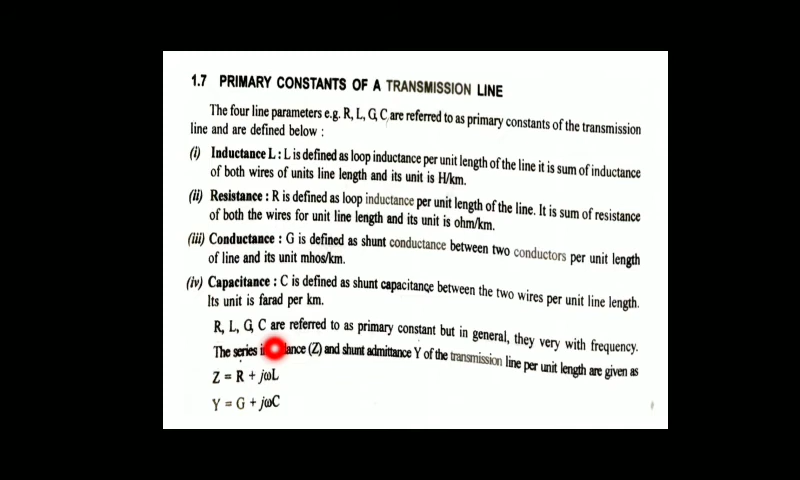 1.7 PRIMARY CONSTANTS OF A TRANSMISSION LINE
The four line parameters e.g. R, L, G, C are referred to as primary constants of the transmission
line and are defined below :
(i) Inductance L : L is defined as loop inductance per unit length of the line it is sum of inductance
of both wires of units line length and its unit is H/km.
(ii) Resistance : R is defined as loop inductance per unit length of the line. It is sum of resistance
of both the wires for unit line length and its unit is ohm/km.
(iii) Conductance : G is defined as shunt conductance between two conductors per unit length
of line and its unit mhos/km.
(iv) Capacitance : C is defined as shunt capacitance between the two wires per unit line length.
Its unit is farad per km.
R, L, G, C are referred to as primary constant but in general, they very with frequency.
The series (Z) and shunt admittance Y of the transmission line per unit length are given as
Z = R + jωL
Y = G + jωC